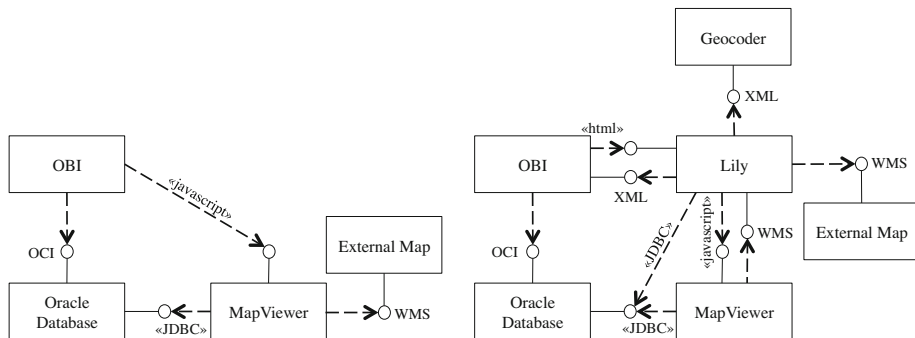 OBI
«javascript»
OCI
External Map
Oracle
Database
MapViewer
WMS
«JDBC»
Geocoder
XML
«html»
OBI
Lily
WMS
XML
External Map
OCI
«JDBC»
«javascript»
WMS
Oracle
Database
MapViewer
«JDBC»